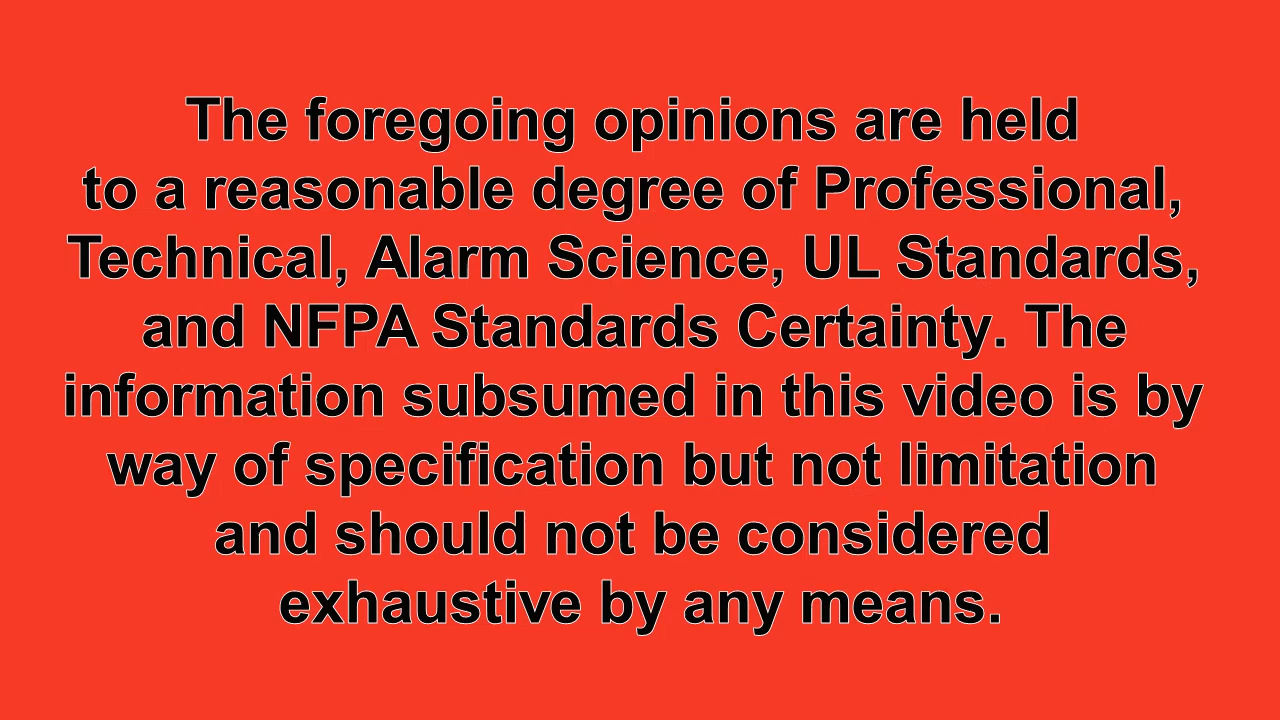 The foregoing opinions are held
to a reasonable degree of Professional,
Technical, Alarm Science, UL Standards,
and NFPA Standards Certainty. The
information subsumed in this video is by
way of specification but not limitation
and should not be considered
exhaustive by any means.